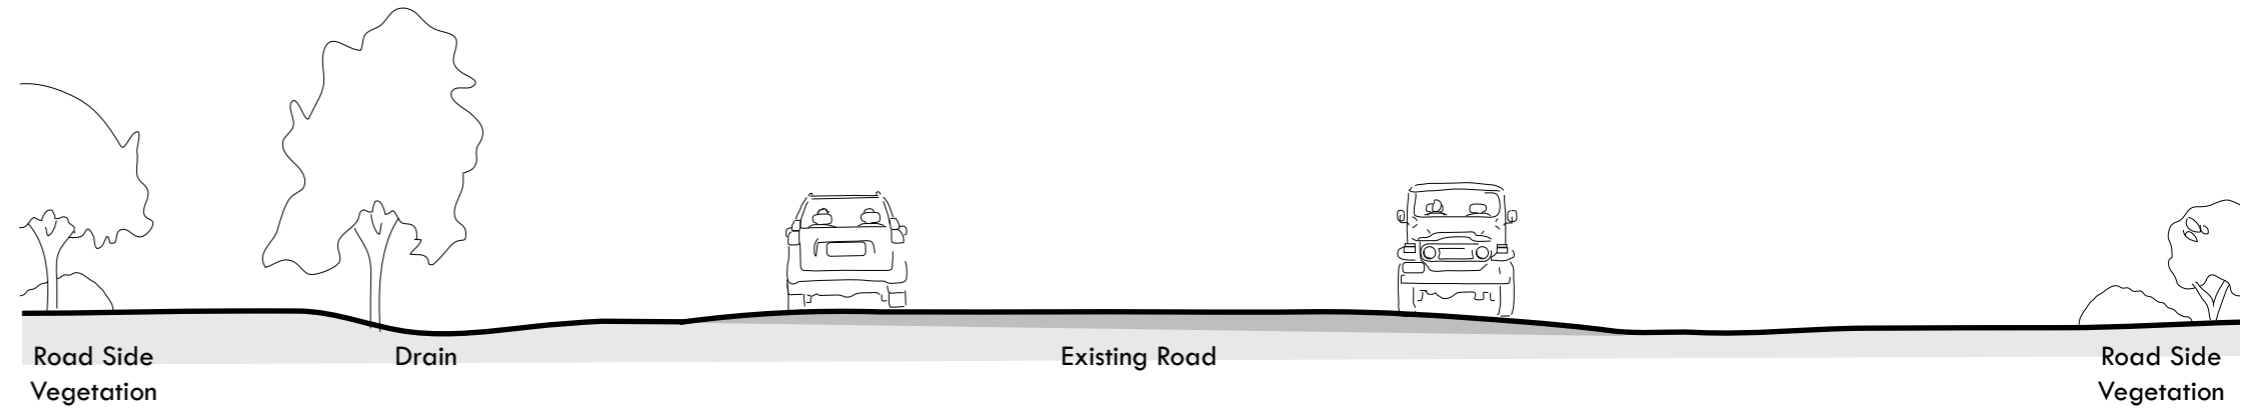 Road Side
Vegetation
Drain
Existing Road
Road Side
Vegetation